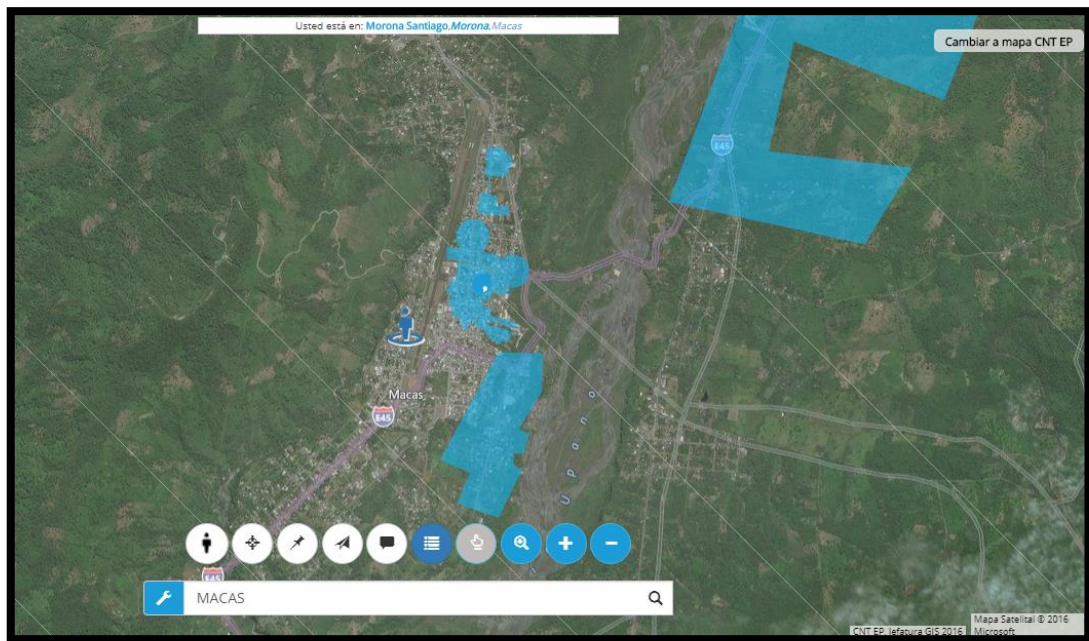 Usted está en: Morona Santiago,Morona,Macas
Cambiar a mapa CNT EP
E45
Macas
E45
Upano
E45
MACAS
Mapa Satelital © 2016
CNT EP, Jefatura GIS 2016
Microsoft